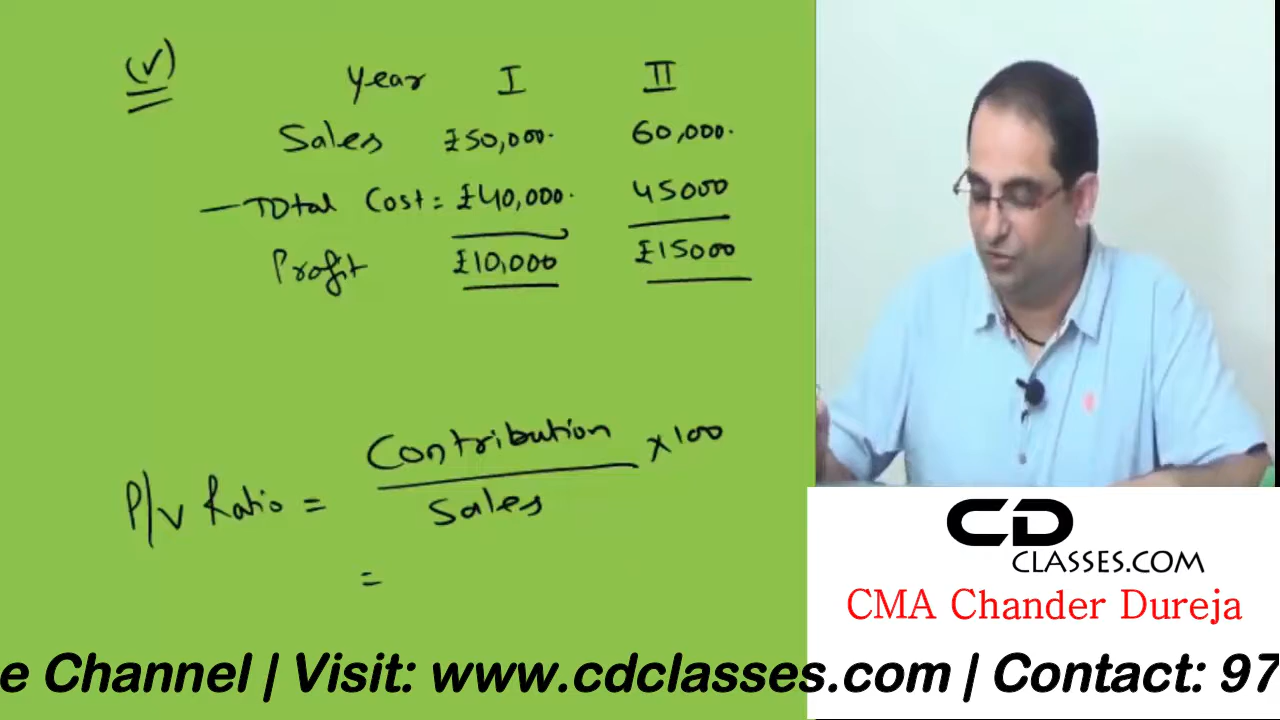 (v)
Year I II
Sales ₤50,000. 60,000.
— Total Cost = ₤40,000. 45000
Profit ₤10,000 ₤15000
P/v Ratio = Contribution / Sales ×100
=
CD
CLASSES.COM
CMA Chander Dureja
e Channel | Visit: www.cdclasses.com | Contact: 97